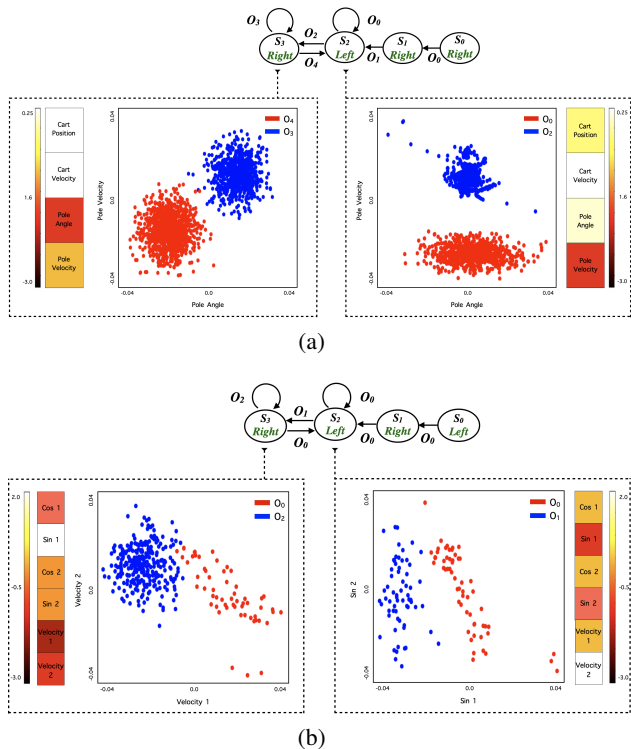 O3 O2 O0
S3 S2 S1 S0
Right Left Right Right
O4 O1 O0
0.25
1.6
-3.0
Cart
Position
Cart
Velocity
Pole
Angle
Pole
Velocity
0.04
0.0
-0.04
Pole Velocity
O4
O3
-0.04 0.0 0.04
Pole Angle
0.04
0.0
-0.04
Pole Velocity
O0
O2
-0.04 0.0 0.04
Pole Angle
Cart
Position
Cart
Velocity
Pole
Angle
Pole
Velocity
0.25
1.6
-3.0
(a)
O2 O1 O0
S3 S2 S1 S0
Right Left Right Left
O0 O0 O0
2.0
-0.5
-3.0
Cos 1
Sin 1
Cos 2
Sin 2
Velocity
1
Velocity
2
0.04
0.0
-0.04
Velocity 2
O0
O2
-0.04 0.0 0.04
Velocity 1
0.04
0.0
-0.04
Sin 2
O0
O1
-0.04 0.0 0.04
Sin 1
Cos 1
Sin 1
Cos 2
Sin 2
Velocity
1
Velocity
2
2.0
-0.5
-3.0
(b)